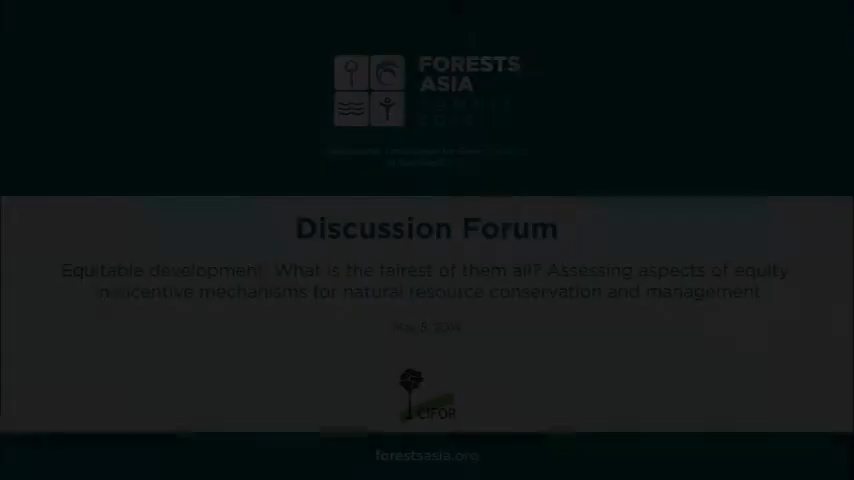 FORESTS
ASIA
Discussion Forum
Equitable development: What is the fairest of them all? Assessing aspects of equity
in incentive mechanisms for natural resource conservation and management
CIFOR
forestsasia.org